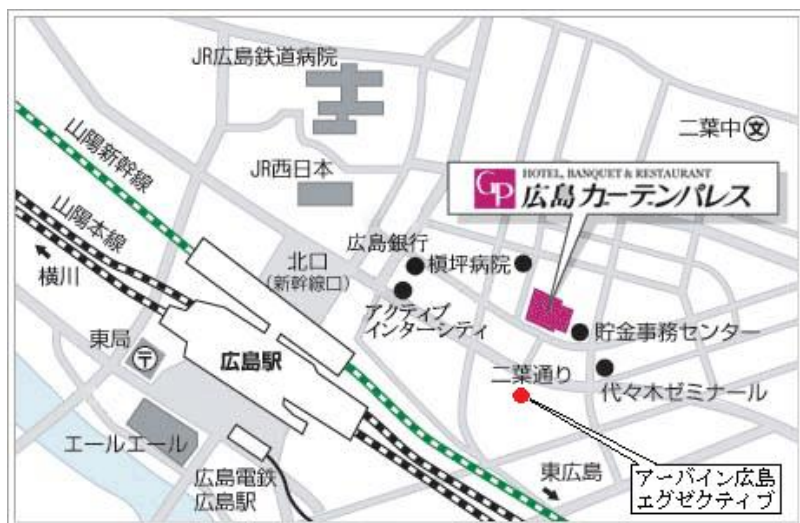 JR広島鉄道病院
二葉中
文
山陽新幹線
JR西日本
GP
HOTEL, BANQUET & RESTAURANT
広島ガーデンパレス
山陽本線
横川
北口
(新幹線口)
広島銀行
槇坪病院
アクティブ
インターシティ
貯金事務センター
東局
〒
広島駅
二葉通り
代々木ゼミナール
エールエール
広島電鉄
広島駅
東広島
アーバイン広島
エグゼクティブ